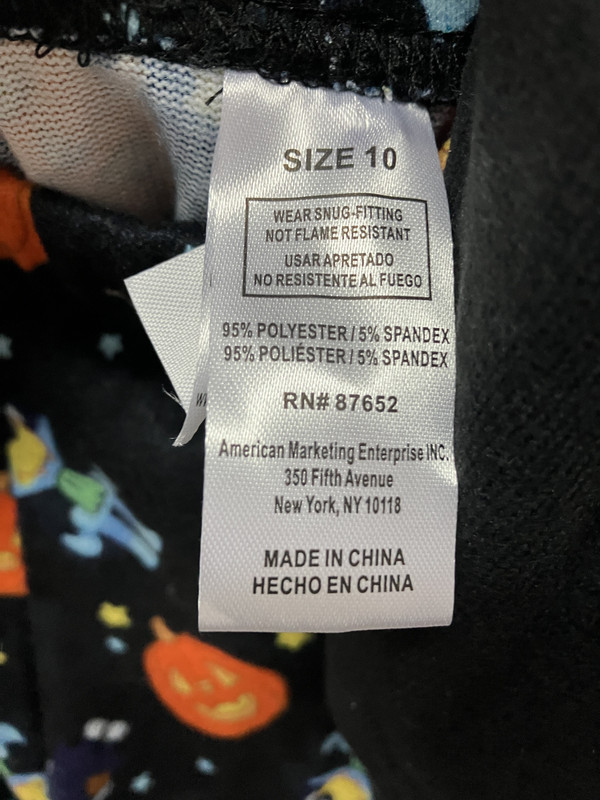 SIZE 10
WEAR SNUG-FITTING
NOT FLAME RESISTANT
USAR APRETADO
NO RESISTENTE AL FUEGO
95% POLYESTER / 5% SPANDEX
95% POLIÉSTER / 5% SPANDEX
RN# 87652
American Marketing Enterprise INC.
350 Fifth Avenue
New York, NY 10118
MADE IN CHINA
HECHO EN CHINA